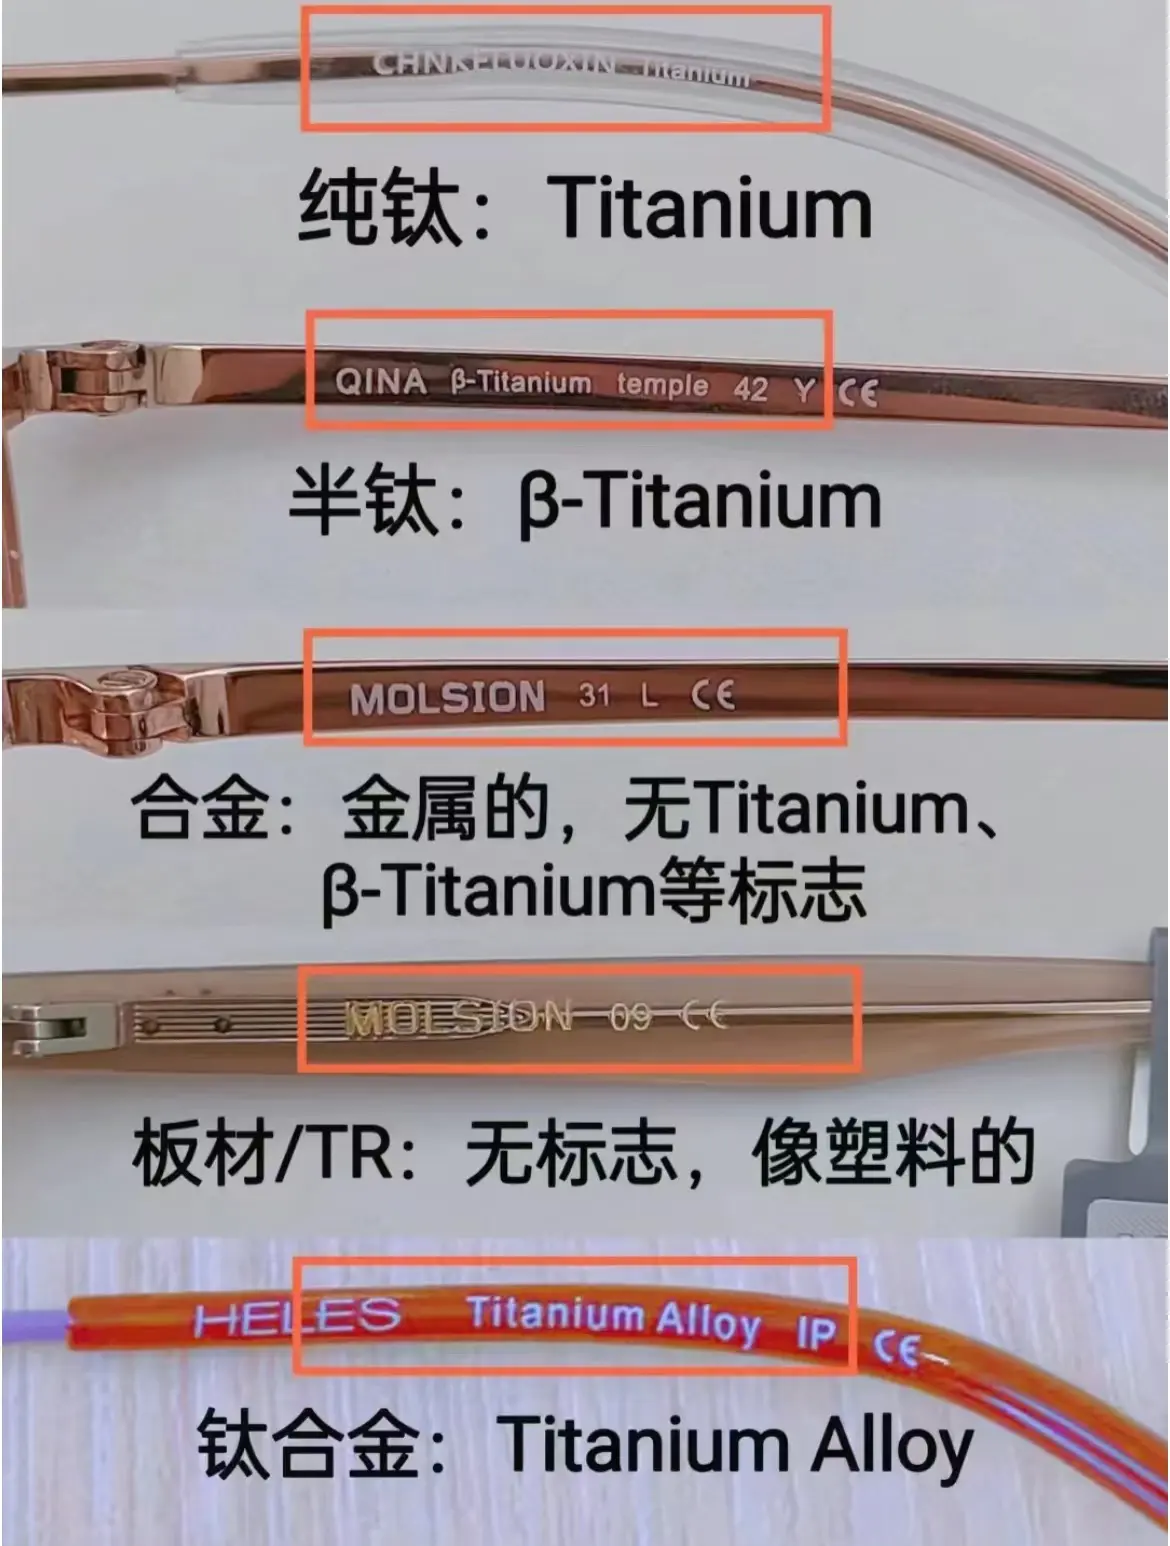 CHNKELUOXIN Titanium
纯钛：Titanium
QINA β-Titanium temple 42 Y CE
半钛：β-Titanium
MOLSION 31 L CE
合金：金属的，无Titanium、
β-Titanium等标志
MOLSION 09 CE
板材/TR：无标志，像塑料的
HELES Titanium Alloy IP CE
钛合金：Titanium Alloy